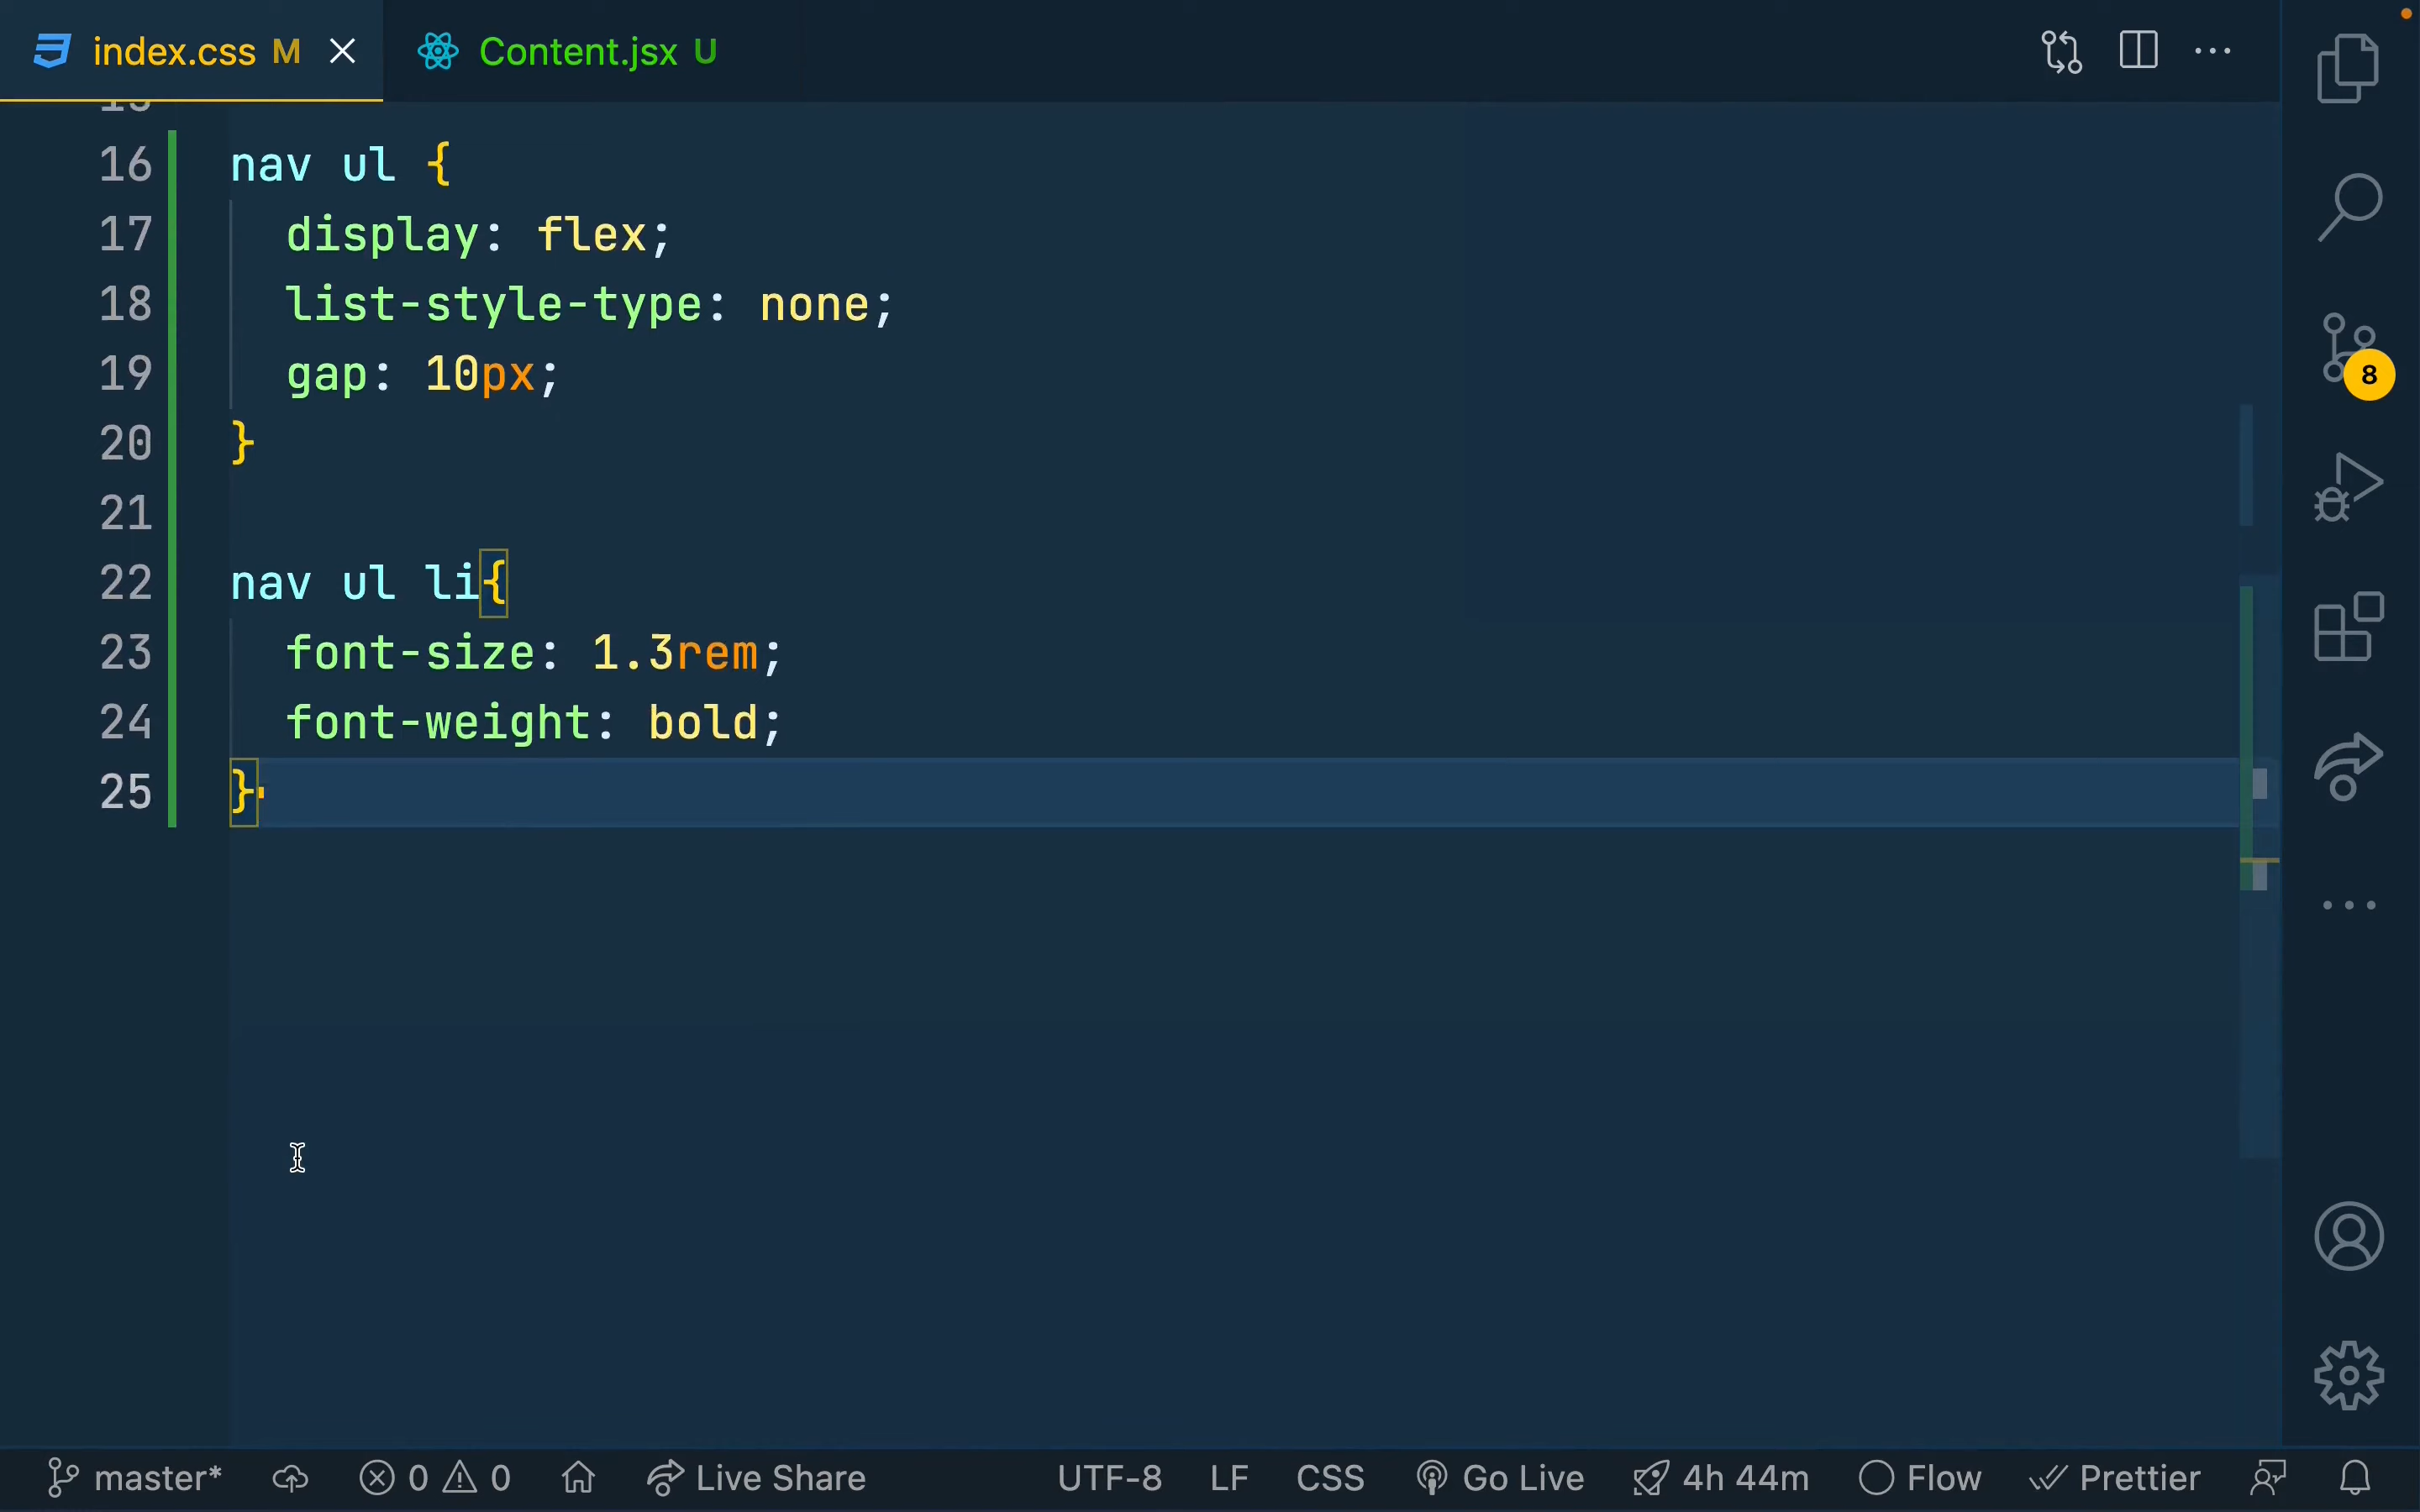 index.css M
Content.jsx U
15
16 nav ul {
17   display: flex;
18   list-style-type: none;
19   gap: 10px;
20 }
21
22 nav ul li{
23   font-size: 1.3rem;
24   font-weight: bold;
25 }
8
master* 0 0 Live Share UTF-8 LF CSS Go Live 4h 44m Flow Prettier